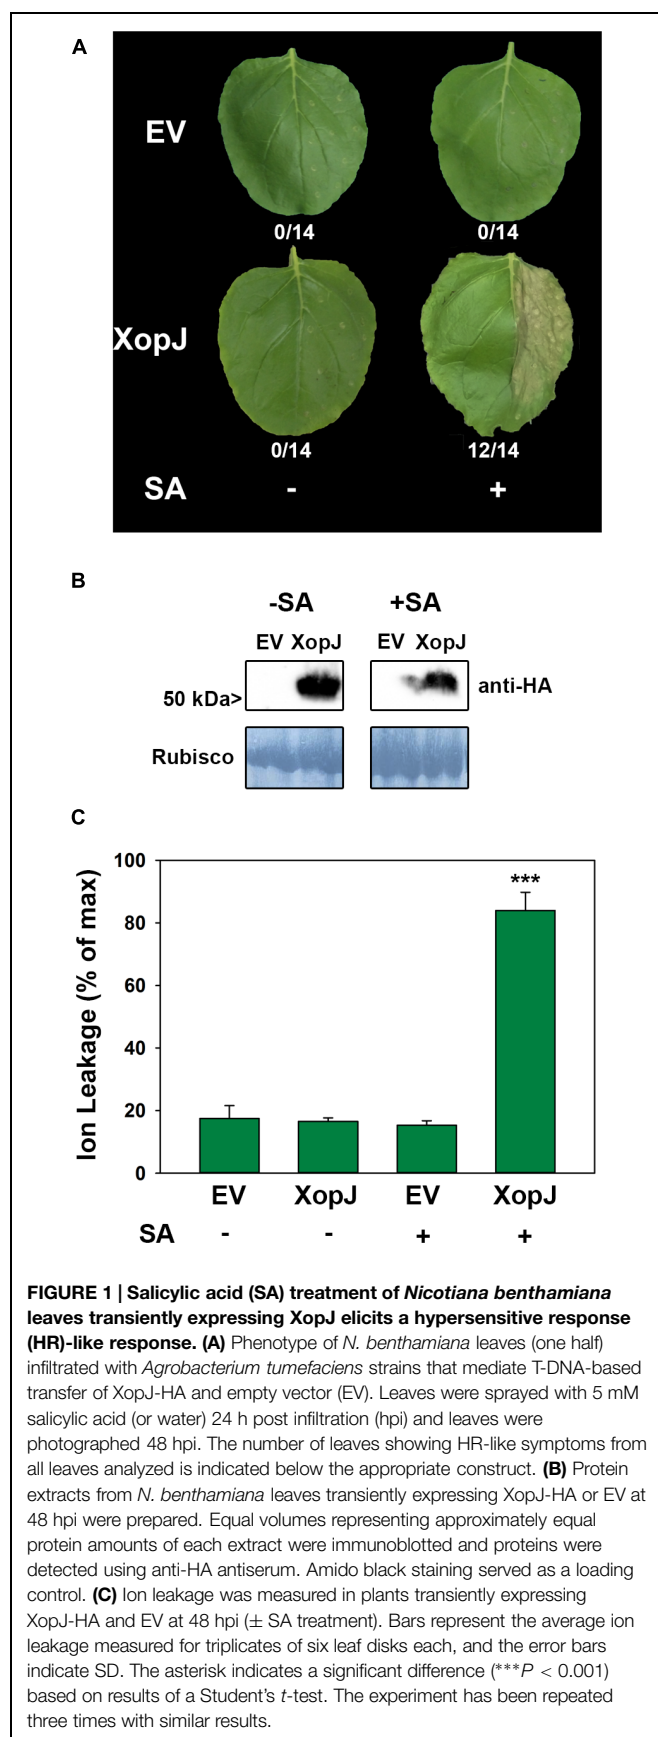 A
EV
0/14
0/14
XopJ
0/14
12/14
SA - +
B
-SA +SA
EV XopJ EV XopJ
50 kDa>
anti-HA
Rubisco
C
Ion Leakage (% of max)
100
80
60
40
20
0
***
EV XopJ EV XopJ
SA - - + +
FIGURE 1 | Salicylic acid (SA) treatment of Nicotiana benthamiana
leaves transiently expressing XopJ elicits a hypersensitive response
(HR)-like response. (A) Phenotype of N. benthamiana leaves (one half)
infiltrated with Agrobacterium tumefaciens strains that mediate T-DNA-based
transfer of XopJ-HA and empty vector (EV). Leaves were sprayed with 5 mM
salicylic acid (or water) 24 h post infiltration (hpi) and leaves were
photographed 48 hpi. The number of leaves showing HR-like symptoms from
all leaves analyzed is indicated below the appropriate construct. (B) Protein
extracts from N. benthamiana leaves transiently expressing XopJ-HA or EV at
48 hpi were prepared. Equal volumes representing approximately equal
protein amounts of each extract were immunoblotted and proteins were
detected using anti-HA antiserum. Amido black staining served as a loading
control. (C) Ion leakage was measured in plants transiently expressing
XopJ-HA and EV at 48 hpi (± SA treatment). Bars represent the average ion
leakage measured for triplicates of six leaf disks each, and the error bars
indicate SD. The asterisk indicates a significant difference (***P < 0.001)
based on results of a Student's t-test. The experiment has been repeated
three times with similar results.